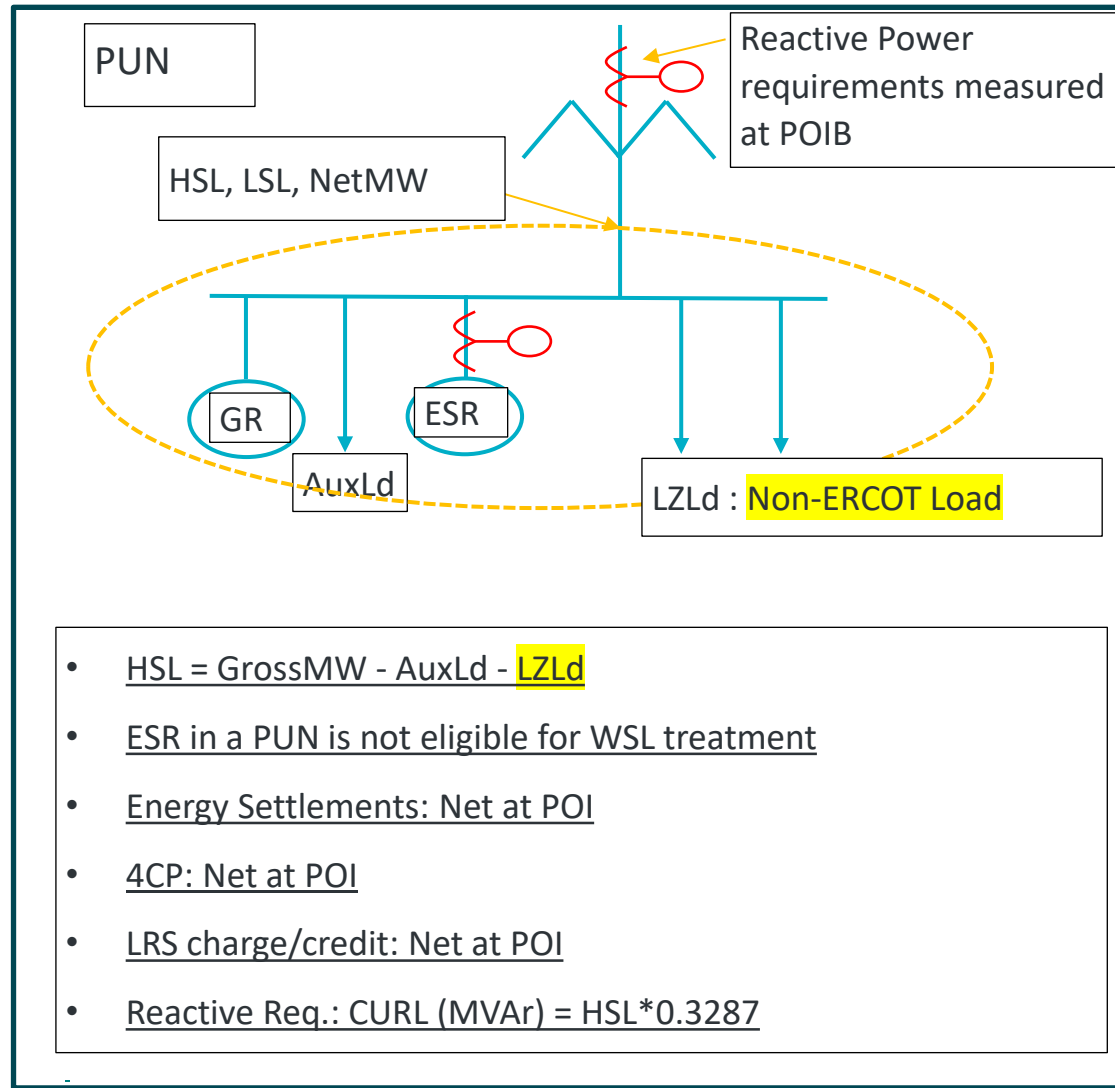 PUN
Reactive Power
requirements measured
at POIB
HSL, LSL, NetMW
GR
ESR
AuxLd
LZLd : Non-ERCOT Load
• HSL = GrossMW - AuxLd - LZLd
• ESR in a PUN is not eligible for WSL treatment
• Energy Settlements: Net at POI
• 4CP: Net at POI
• LRS charge/credit: Net at POI
• Reactive Req.: CURL (MVAr) = HSL*0.3287